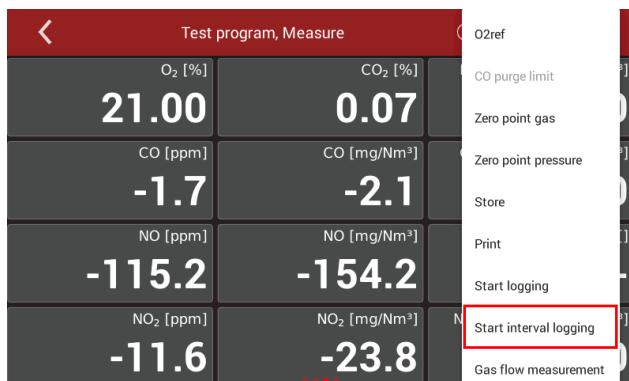 Test program, Measure
O₂ [%]
21.00
CO₂ [%]
0.07
CO [ppm]
-1.7
CO [mg/Nm³]
-2.1
NO [ppm]
-115.2
NO [mg/Nm³]
-154.2
NO₂ [ppm]
-11.6
NO₂ [mg/Nm³]
-23.8
O2ref
CO purge limit
Zero point gas
Zero point pressure
Store
Print
Start logging
Start interval logging
Gas flow measurement